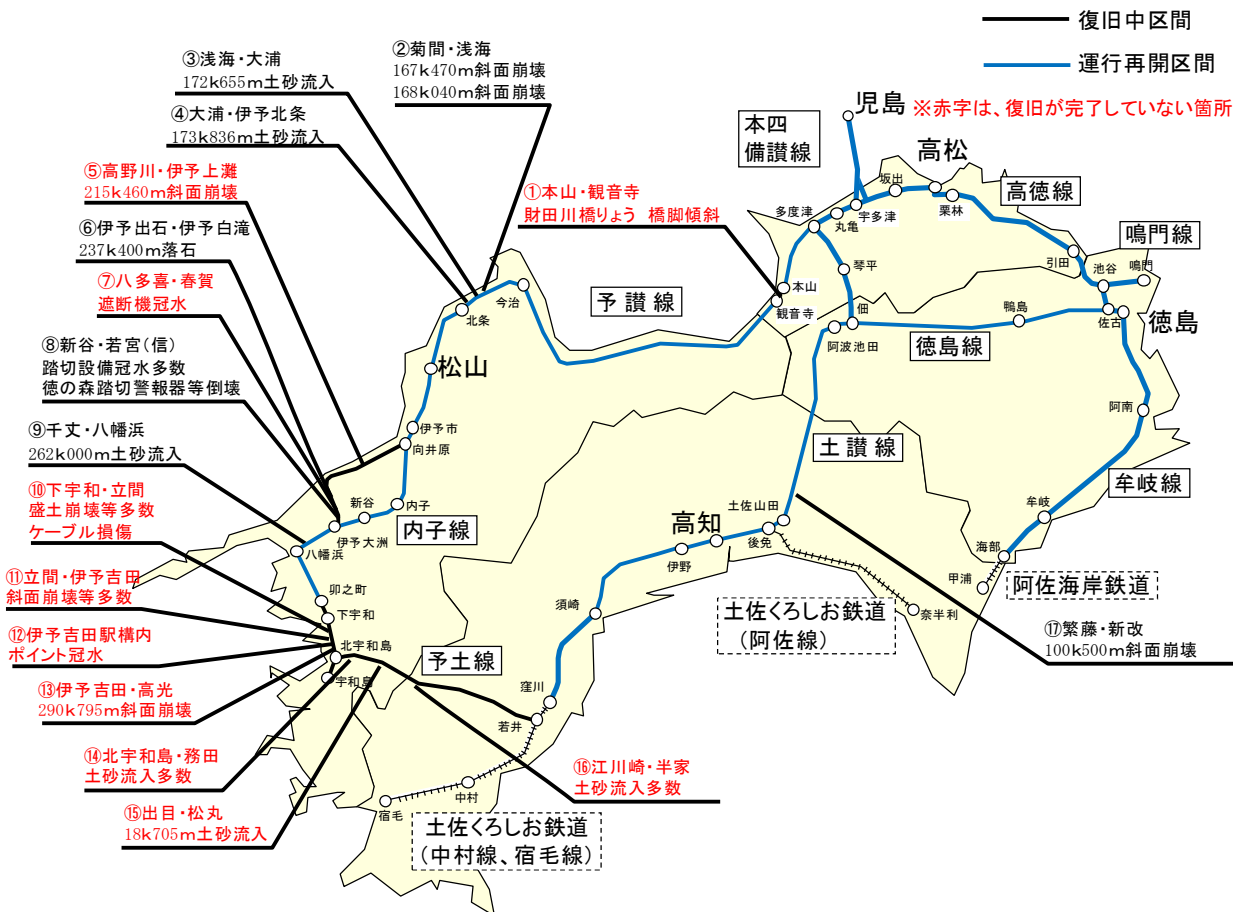 復旧中区間
運行再開区間
※赤字は、復旧が完了していない箇所
③浅海・大浦
172k655m土砂流入
②菊間・浅海
167k470m斜面崩壊
168k040m斜面崩壊
④大浦・伊予北条
173k836m土砂流入
⑤高野川・伊予上灘
215k460m斜面崩壊
①本山・観音寺
財田川橋りょう 橋脚傾斜
⑥伊予出石・伊予白滝
237k400m落石
⑦八多喜・春賀
遮断機冠水
⑧新谷・若宮(信)
踏切設備冠水多数
徳の森踏切警報器等倒壊
⑨千丈・八幡浜
262k000m土砂流入
⑩下宇和・立間
盛土崩壊等多数
ケーブル損傷
⑪立間・伊予吉田
斜面崩壊等多数
⑫伊予吉田駅構内
ポイント冠水
⑬伊予吉田・高光
290k795m斜面崩壊
⑭北宇和島・務田
土砂流入多数
⑮出目・松丸
18k705m土砂流入
⑯江川崎・半家
土砂流入多数
⑰繁藤・新改
100k500m斜面崩壊
児島
本四
備讃線
高松
坂出
高徳線
栗林
宇多津
丸亀
多度津
鳴門線
引田
池谷
鳴門
琴平
本山
観音寺
予讃線
今治
北条
佃
鴨島
佐古
徳島
阿波池田
徳島線
松山
阿南
伊予市
向井原
土讃線
牟岐線
新谷
内子
内子線
伊予大洲
八幡浜
土佐山田
高知
後免
伊野
牟岐
海部
甲浦
阿佐海岸鉄道
卯之町
下宇和
須崎
土佐くろしお鉄道
(阿佐線)
奈半利
北宇和島
宇和島
予土線
窪川
若井
中村
宿毛
土佐くろしお鉄道
(中村線、宿毛線)